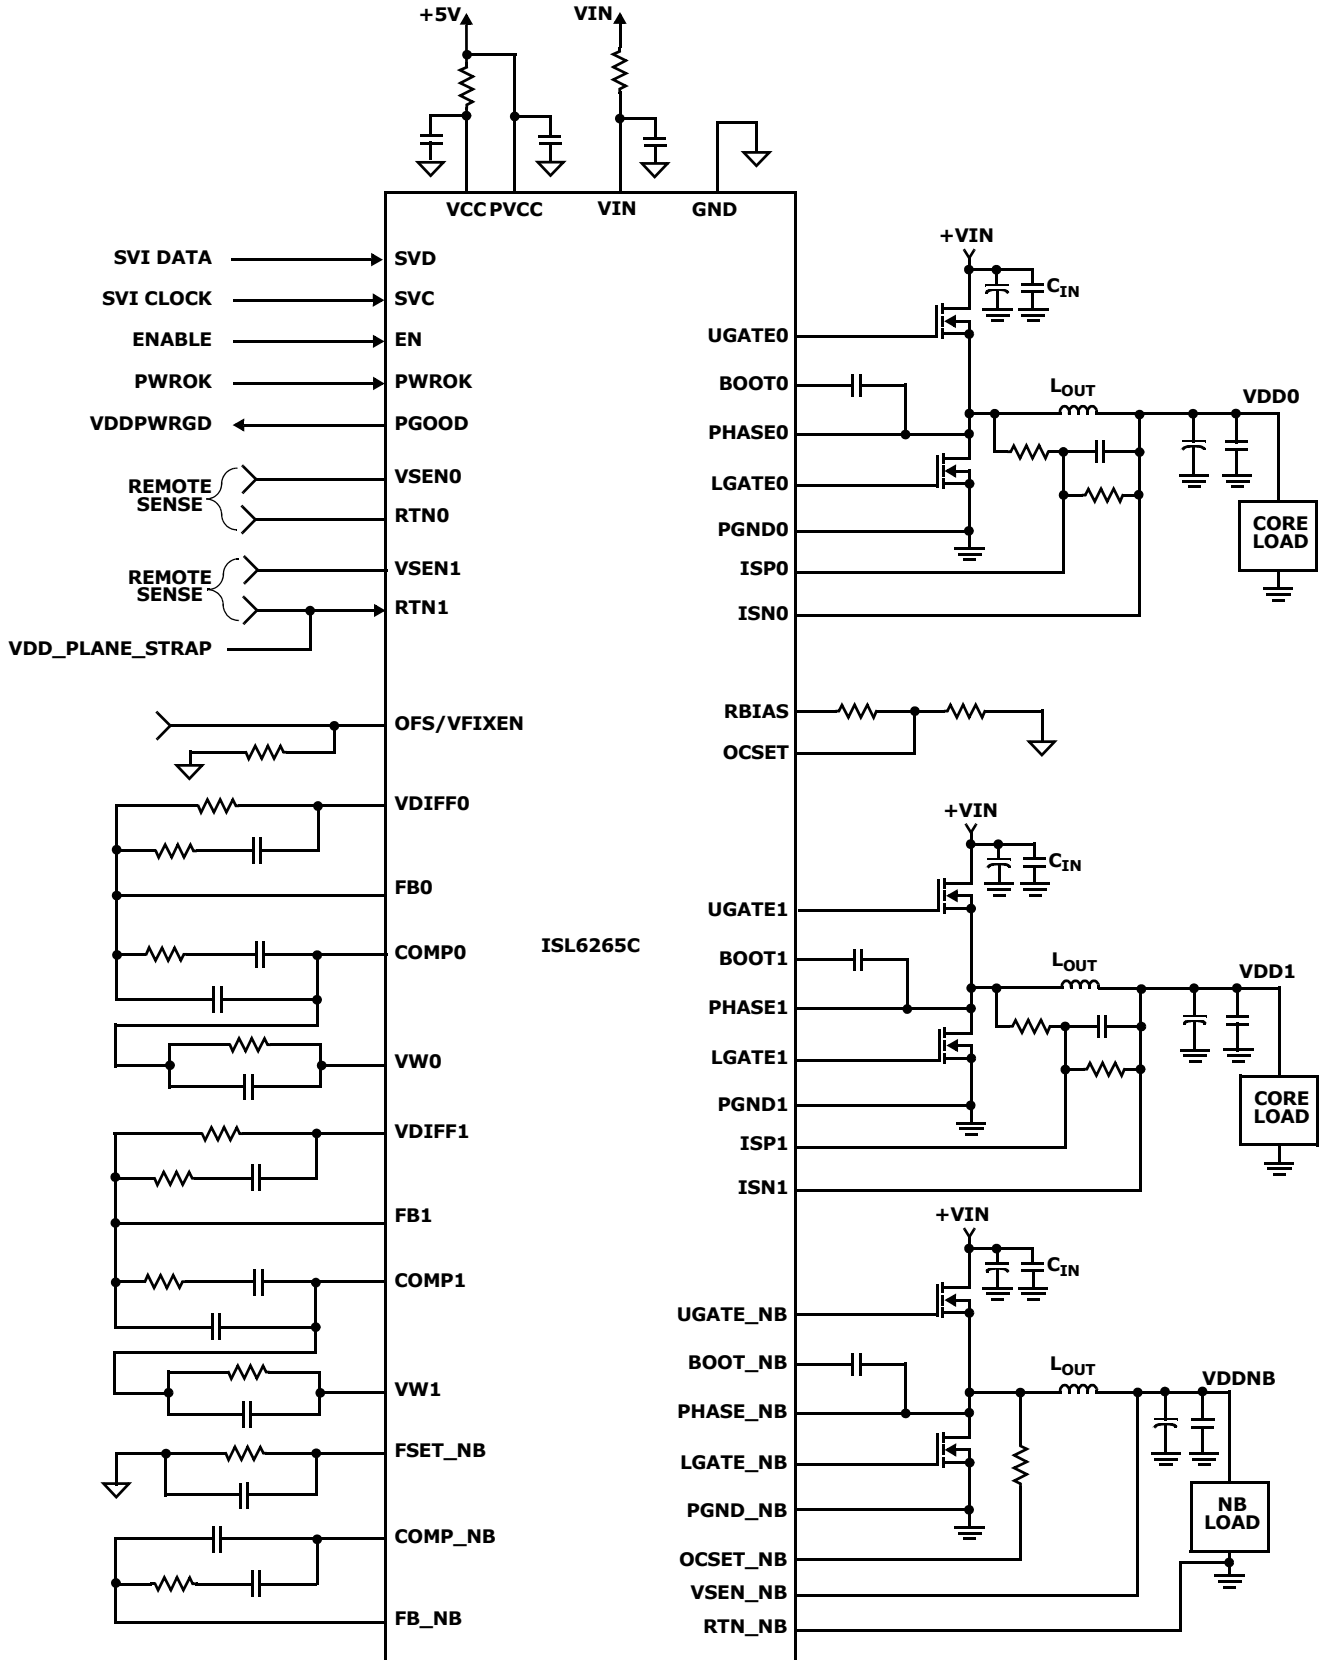 +5V
VIN
VCC
PVCC
VIN
GND
SVI DATA
SVD
SVI CLOCK
SVC
ENABLE
EN
PWROK
PWROK
VDDPWRGD
PGOOD
REMOTE
SENSE
VSEN0
RTN0
REMOTE
SENSE
VSEN1
RTN1
VDD_PLANE_STRAP
OFS/VFIXEN
VDIFF0
FB0
COMP0
VW0
VDIFF1
FB1
COMP1
VW1
FSET_NB
COMP_NB
FB_NB
ISL6265C
+VIN
CIN
UGATE0
BOOT0
LOUT
VDD0
PHASE0
LGATE0
PGND0
CORE
LOAD
ISP0
ISN0
RBIAS
OCSET
+VIN
CIN
UGATE1
BOOT1
LOUT
VDD1
PHASE1
LGATE1
PGND1
CORE
LOAD
ISP1
ISN1
+VIN
CIN
UGATE_NB
BOOT_NB
LOUT
VDDNB
PHASE_NB
LGATE_NB
PGND_NB
NB
LOAD
OCSET_NB
VSEN_NB
RTN_NB